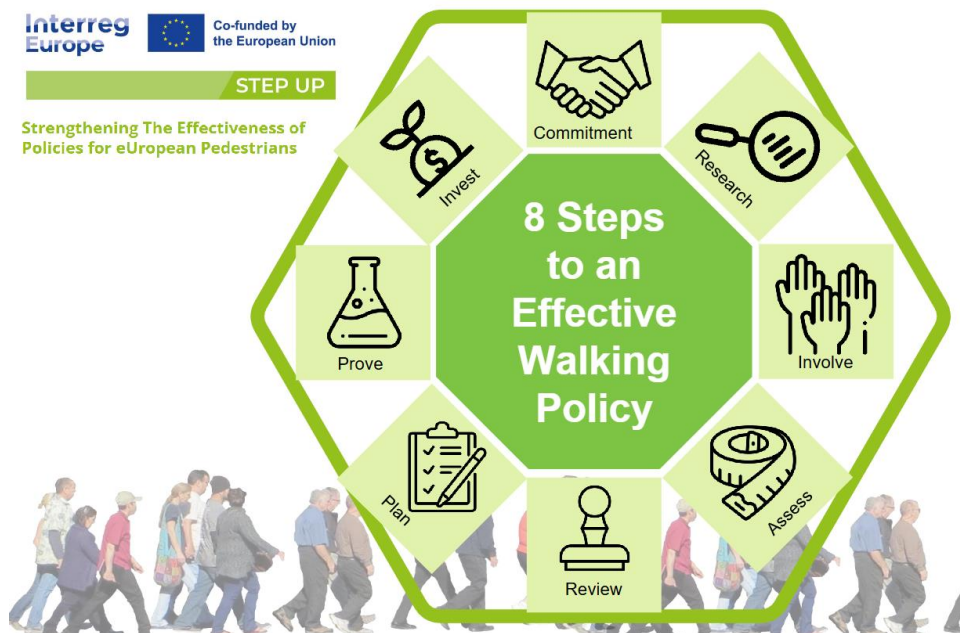 Interreg
Europe
Co-funded by
the European Union
STEP UP
Strengthening The Effectiveness of
Policies for eUropean Pedestrians
8 Steps
to an
Effective
Walking
Policy
Commitment
Research
Involve
Assess
Review
Plan
Prove
Invest
$